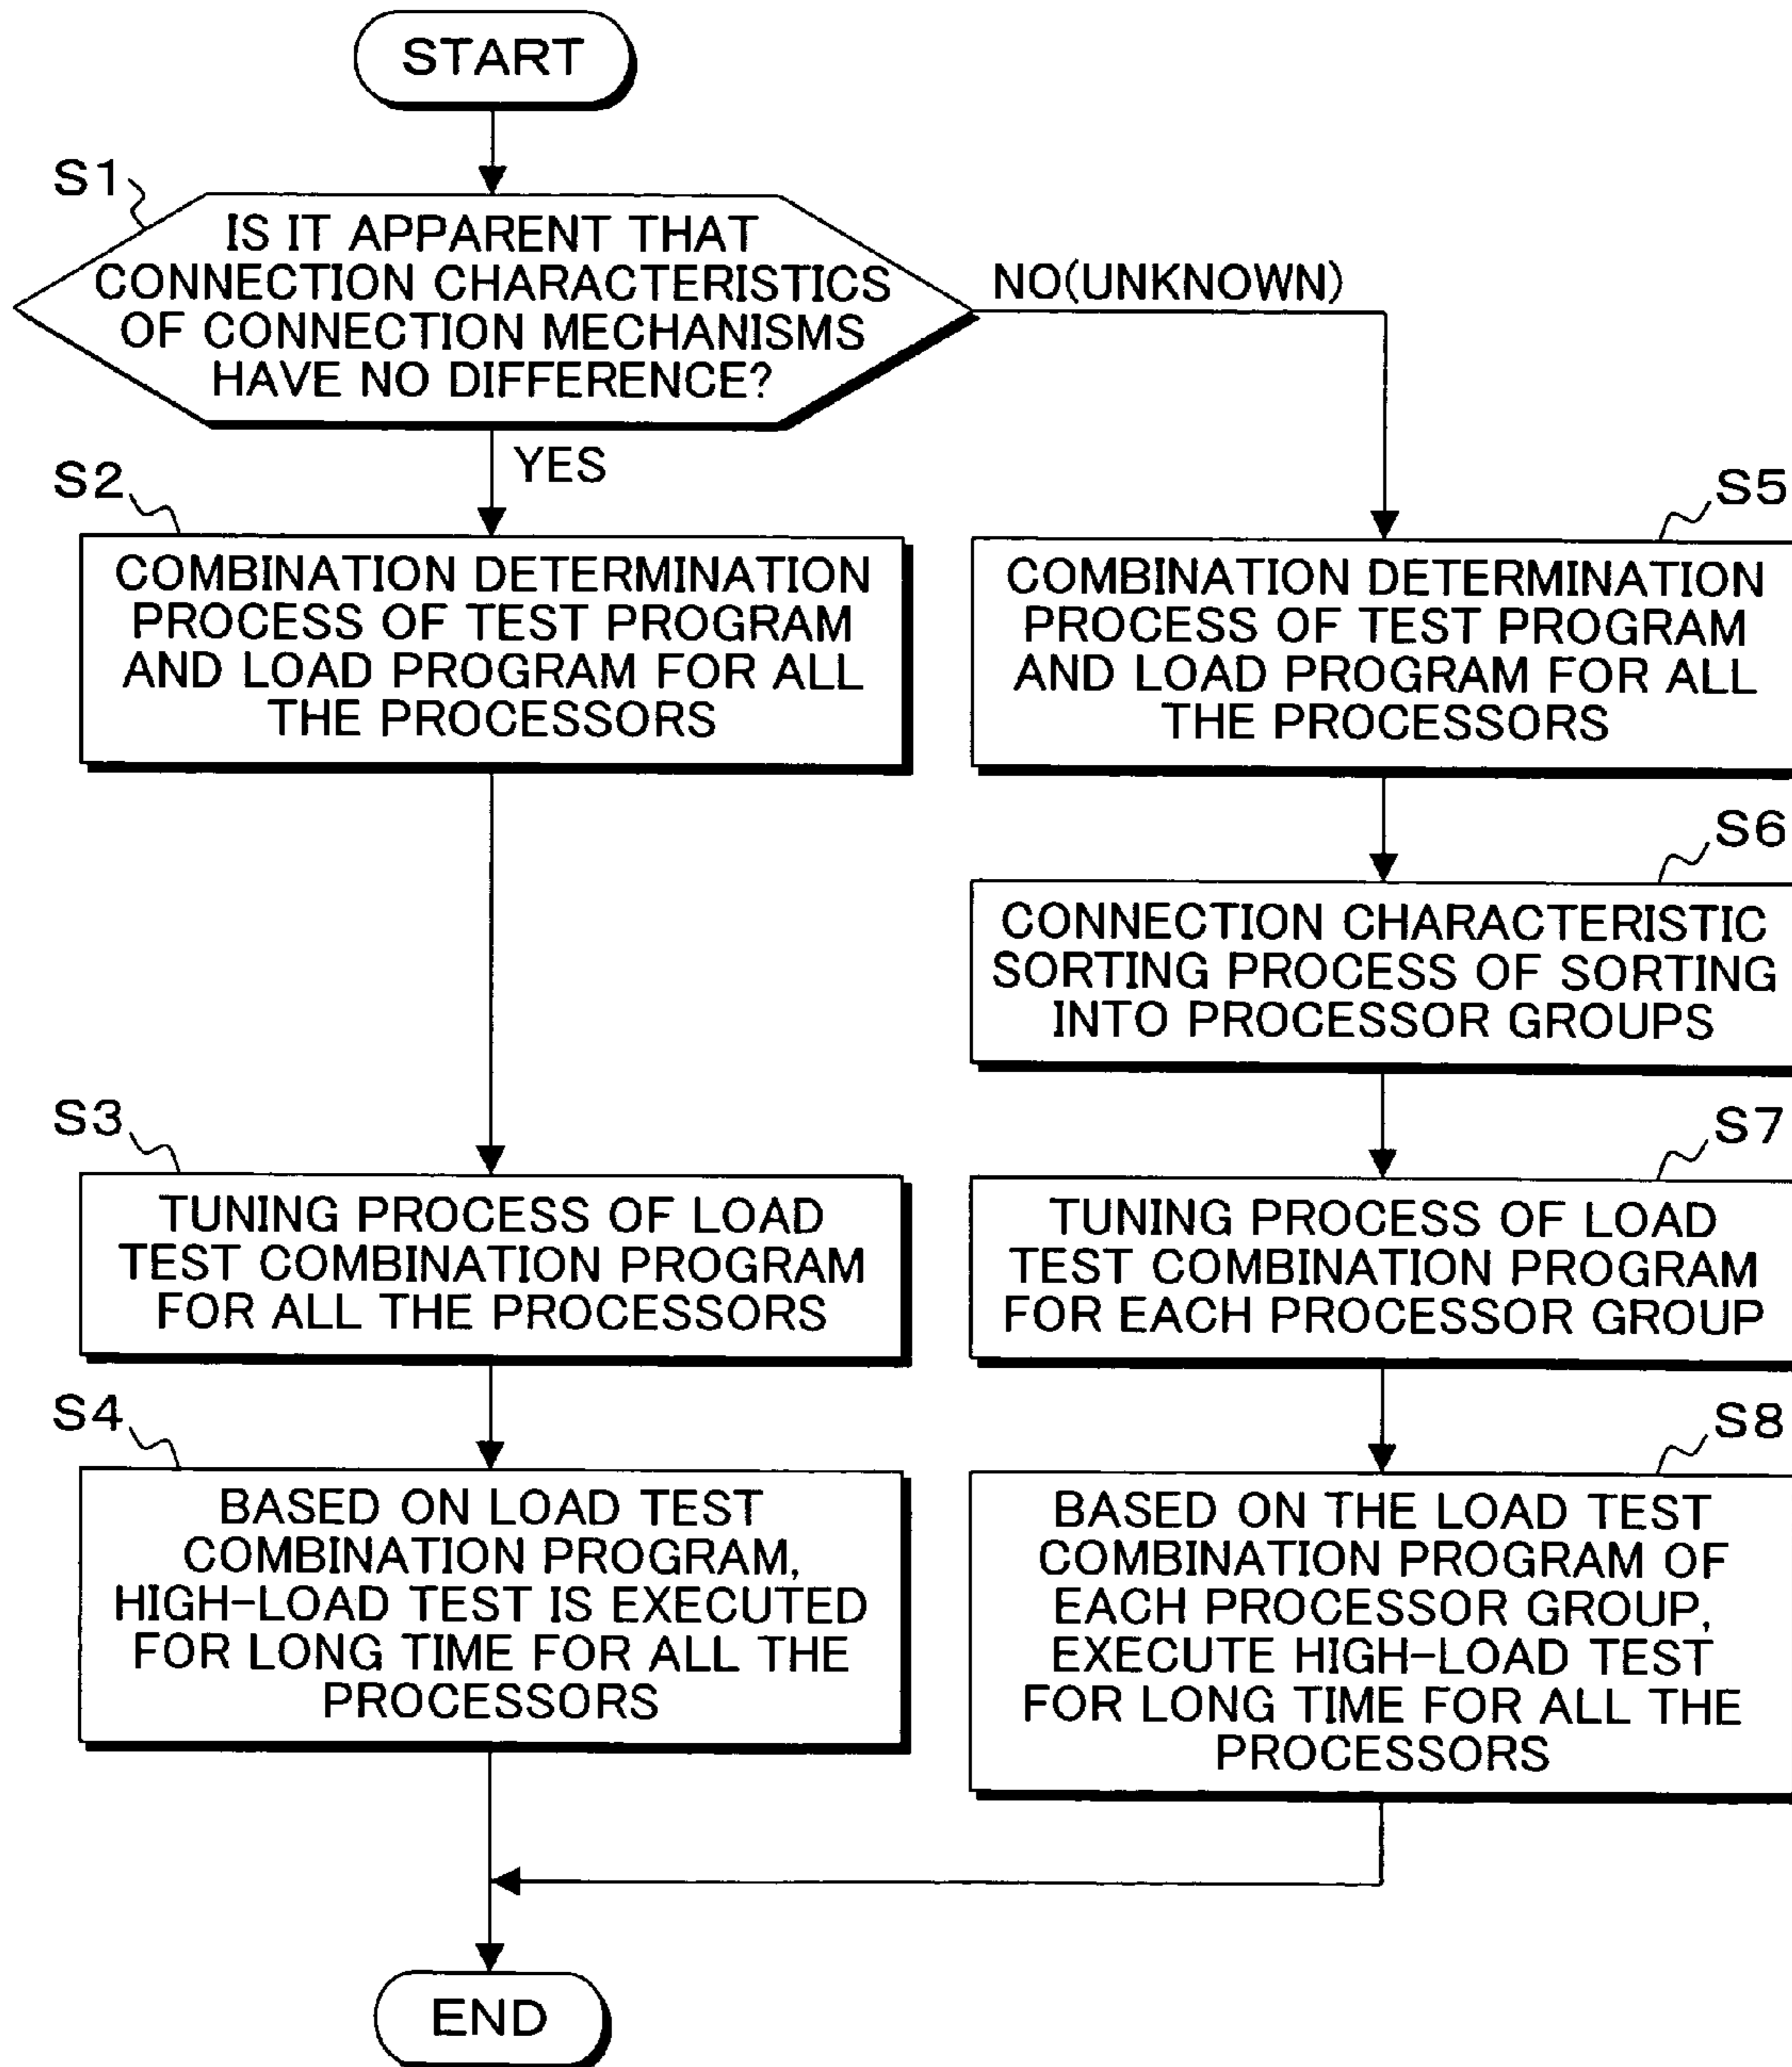 START
S1
IS IT APPARENT THAT
CONNECTION CHARACTERISTICS
OF CONNECTION MECHANISMS
HAVE NO DIFFERENCE?
NO(UNKNOWN)
YES
S2
COMBINATION DETERMINATION
PROCESS OF TEST PROGRAM
AND LOAD PROGRAM FOR ALL
THE PROCESSORS
S3
TUNING PROCESS OF LOAD
TEST COMBINATION PROGRAM
FOR ALL THE PROCESSORS
S4
BASED ON LOAD TEST
COMBINATION PROGRAM,
HIGH-LOAD TEST IS EXECUTED
FOR LONG TIME FOR ALL THE
PROCESSORS
S5
COMBINATION DETERMINATION
PROCESS OF TEST PROGRAM
AND LOAD PROGRAM FOR ALL
THE PROCESSORS
S6
CONNECTION CHARACTERISTIC
SORTING PROCESS OF SORTING
INTO PROCESSOR GROUPS
S7
TUNING PROCESS OF LOAD
TEST COMBINATION PROGRAM
FOR EACH PROCESSOR GROUP
S8
BASED ON THE LOAD TEST
COMBINATION PROGRAM OF
EACH PROCESSOR GROUP,
EXECUTE HIGH-LOAD TEST
FOR LONG TIME FOR ALL THE
PROCESSORS
END